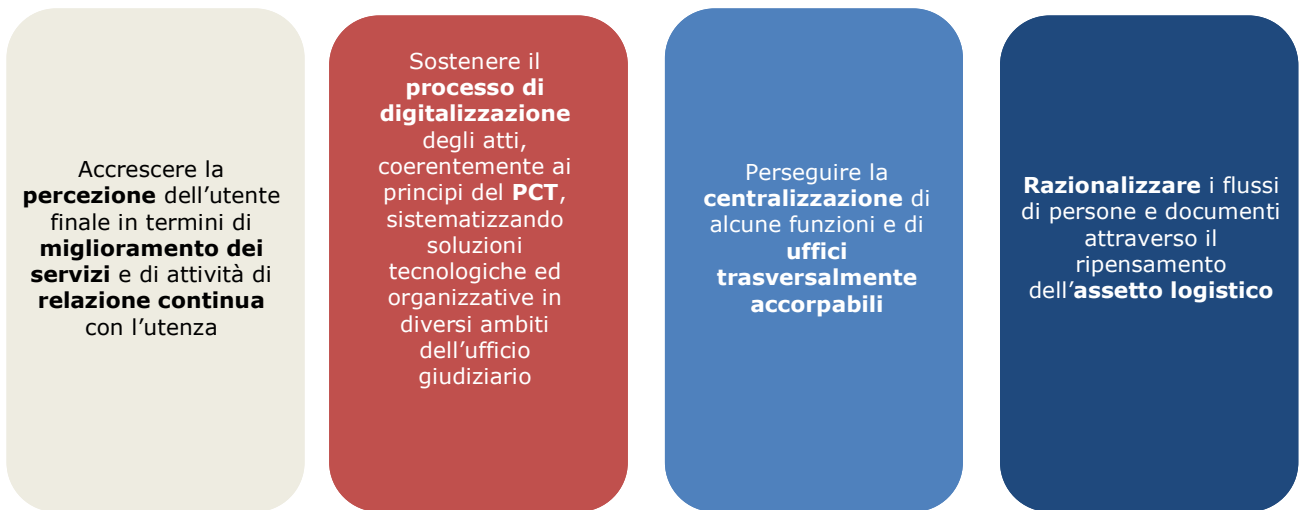 Accrescere la
percezione dell’utente
finale in termini di
miglioramento dei
servizi e di attività di
relazione continua
con l’utenza
Sostenere il
processo di
digitalizzazione
degli atti,
coerentemente ai
principi del PCT,
sistematizzando
soluzioni
tecnologiche ed
organizzative in
diversi ambiti
dell’ufficio
giudiziario
Perseguire la
centralizzazione di
alcune funzioni e di
uffici
trasversalmente
accorpabili
Razionalizzare i flussi
di persone e documenti
attraverso il
ripensamento
dell’assetto logistico